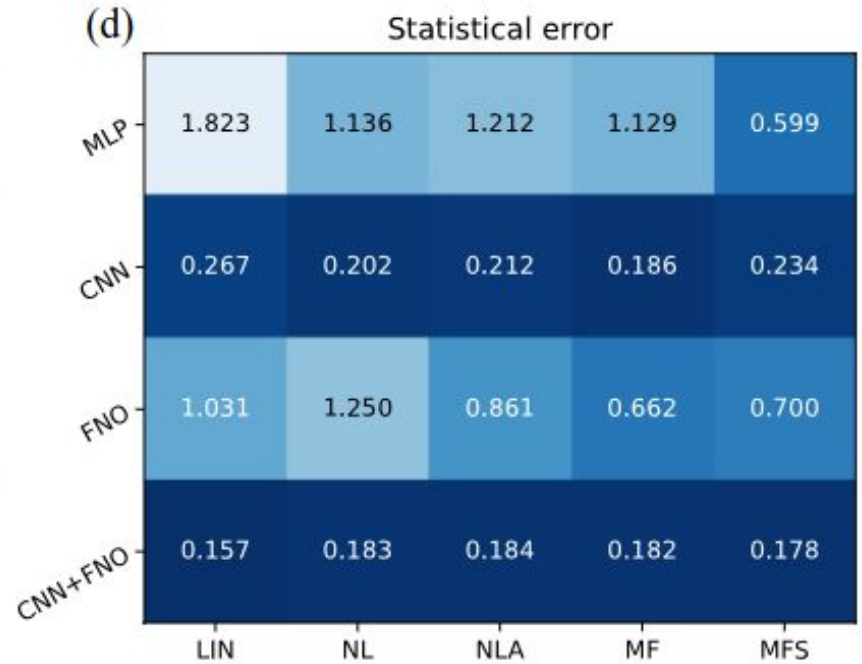 (d) Statistical error
MLP 1.823 1.136 1.212 1.129 0.599
CNN 0.267 0.202 0.212 0.186 0.234
FNO 1.031 1.250 0.861 0.662 0.700
CNN+FNO 0.157 0.183 0.184 0.182 0.178
LIN NL NLA MF MFS